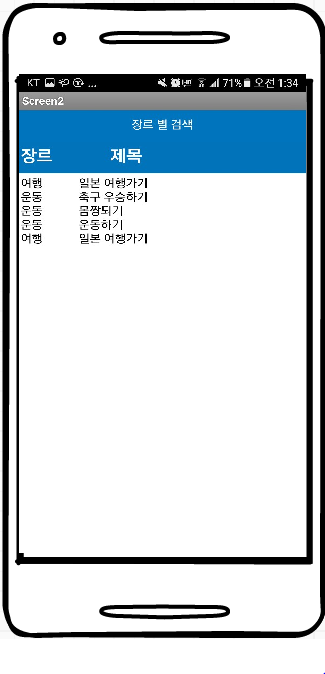 KT ... 71% 오전 1:34
Screen2
장르 별 검색
장르 제목
여행 일본 여행가기
운동 축구 우승하기
운동 몸짱되기
운동 운동하기
여행 일본 여행가기